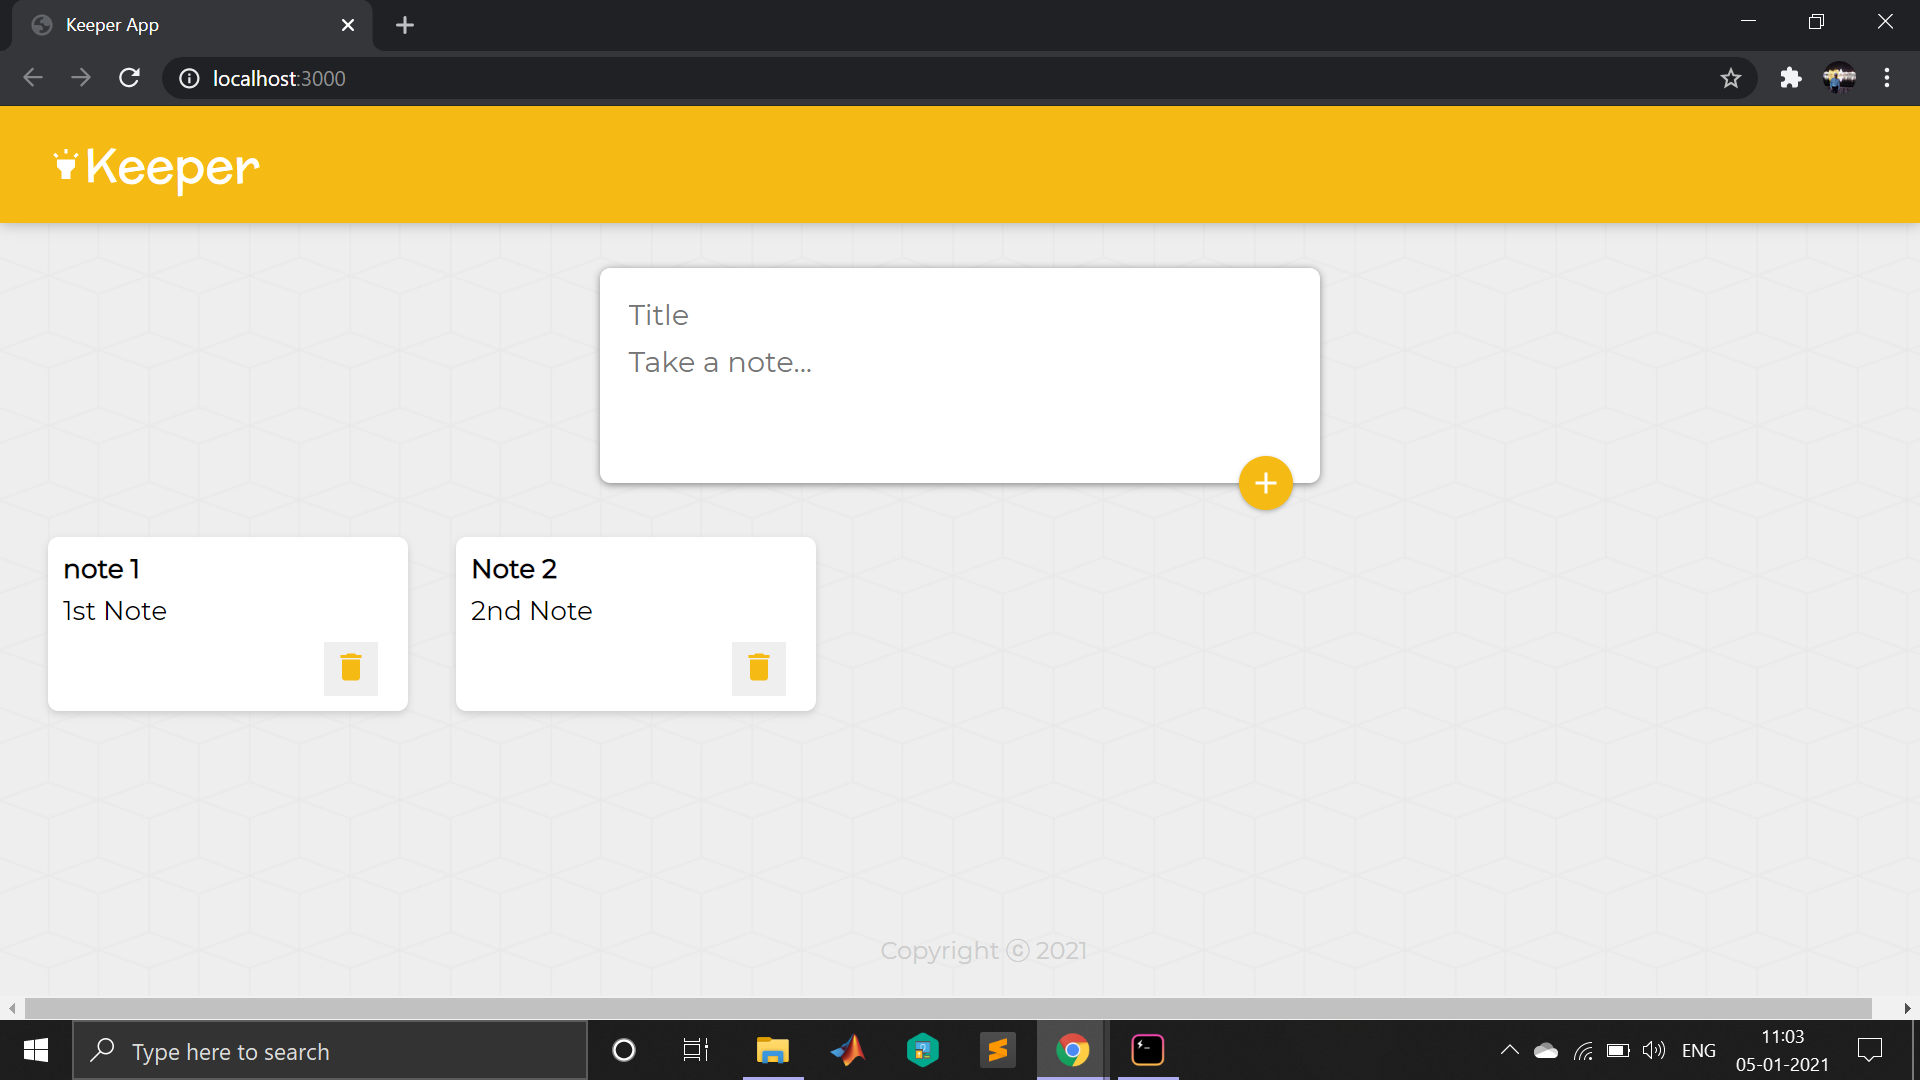 Keeper App
localhost:3000
Keeper
Title
Take a note...
note 1
1st Note
Note 2
2nd Note
Copyright ⓒ 2021
Type here to search
ENG
11:03
05-01-2021